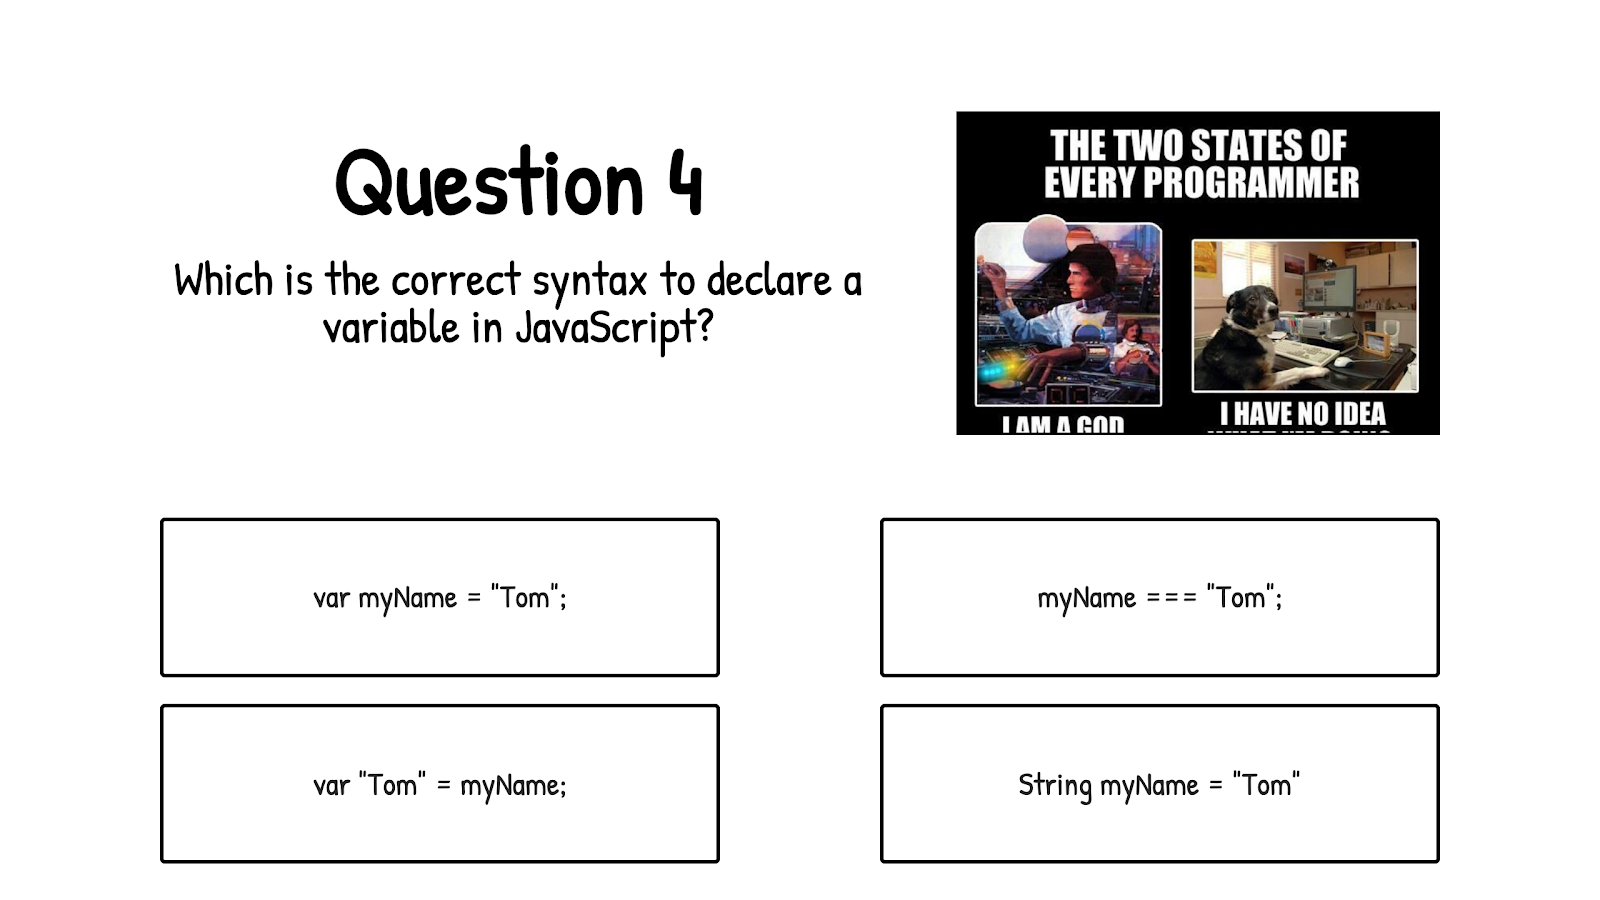 Question 4
Which is the correct syntax to declare a
variable in JavaScript?
THE TWO STATES OF
EVERY PROGRAMMER
I AM A GOD
I HAVE NO IDEA
var myName = "Tom";
myName === "Tom";
var "Tom" = myName;
String myName = "Tom"